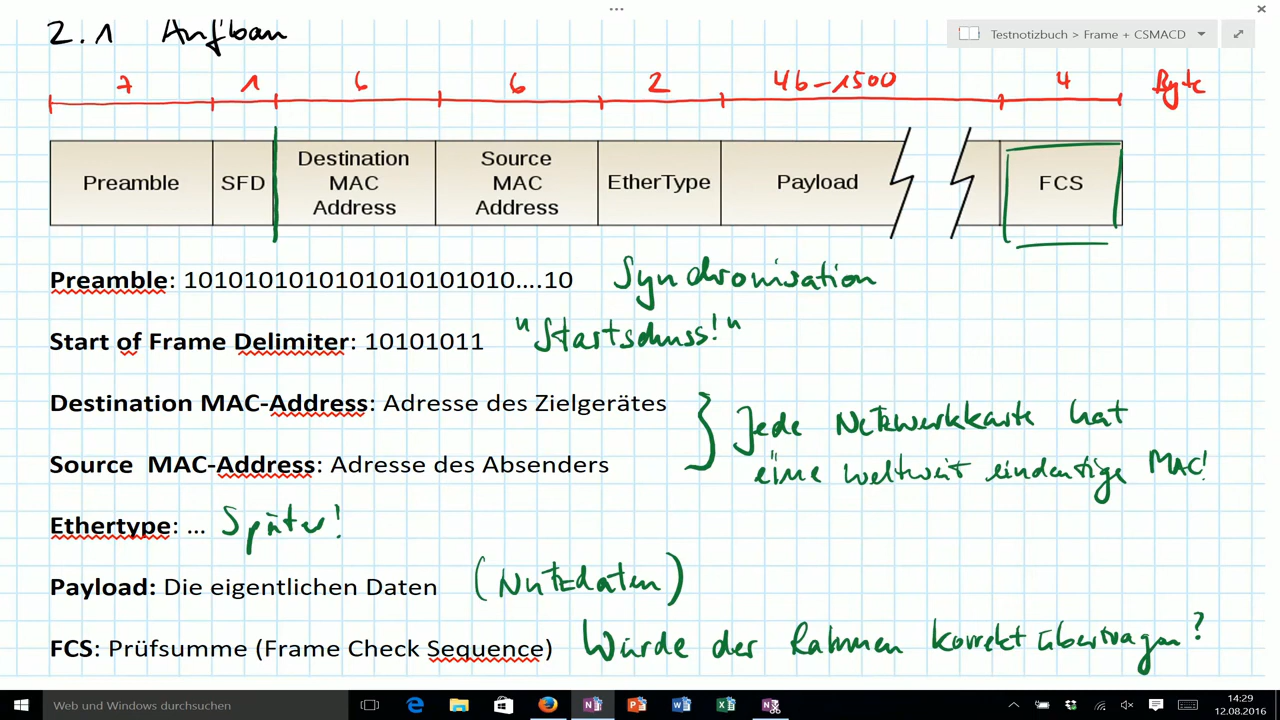 2.1 Aufbau
Testnotizbuch > Frame + CSMACD
7 1 6 6 2 46-1500 4 Byte
Preamble SFD Destination MAC Address Source MAC Address EtherType Payload FCS
Preamble: 1010101010101010101010....10 Synchronisation
Start of Frame Delimiter: 10101011 "Startschuss!"
Destination MAC-Address: Adresse des Zielgerätes
Source MAC-Address: Adresse des Absenders
} Jede Netzwerkkarte hat
eine weltweit eindeutige MAC!
Ethertype: ... Später!
Payload: Die eigentlichen Daten (Nutzdaten)
FCS: Prüfsumme (Frame Check Sequence) Wurde der Rahmen korrekt übertragen?
Web und Windows durchsuchen
14:29
12.08.2016